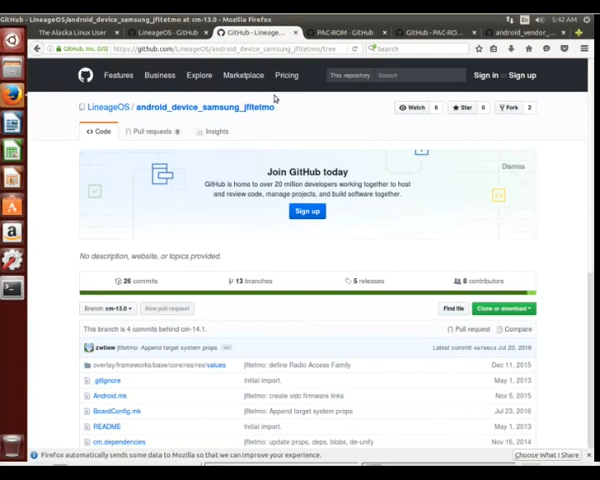 GitHub - LineageOS/android_device_samsung_jfltetmo at cm-13.0 - Mozilla Firefox
En
5:42 AM
The Alaska Linux User
LineageOS · GitHub
GitHub - Lineage...
PAC-ROM · GitHub
GitHub - PAC-RO...
android_vendor_...
GitHub, Inc. (US)
https://github.com/LineageOS/android_device_samsung_jfltetmo/tree
Search
Features
Business
Explore
Marketplace
Pricing
This repository
Search
Sign in or Sign up
LineageOS / android_device_samsung_jfltetmo
Watch 6
Star 0
Fork 2
Code
Pull requests 0
Insights
Join GitHub today
Dismiss
GitHub is home to over 20 million developers working together to host
and review code, manage projects, and build software together.
Sign up
No description, website, or topics provided.
26 commits
13 branches
5 releases
8 contributors
Branch: cm-13.0
New pull request
Find file
Clone or download
This branch is 4 commits behind cm-14.1.
Pull request
Compare
zwliew jfltetmo: Append target system props
Latest commit
Jul 23, 2016
overlay/frameworks/base/core/res/res/values
jfltetmo: define Radio Access Family
Dec 11, 2015
.gitignore
Initial import.
May 1, 2013
Android.mk
jfltetmo: create vidc firmware links
Nov 5, 2015
BoardConfig.mk
jfltetmo: Append target system props
Jul 23, 2016
README
Initial import.
May 1, 2013
cm.dependencies
jfltetmo: update props, deps, blobs, de-unify
Nov 16, 2014
Firefox automatically sends some data to Mozilla so that we can improve your experience.
Choose What I Share